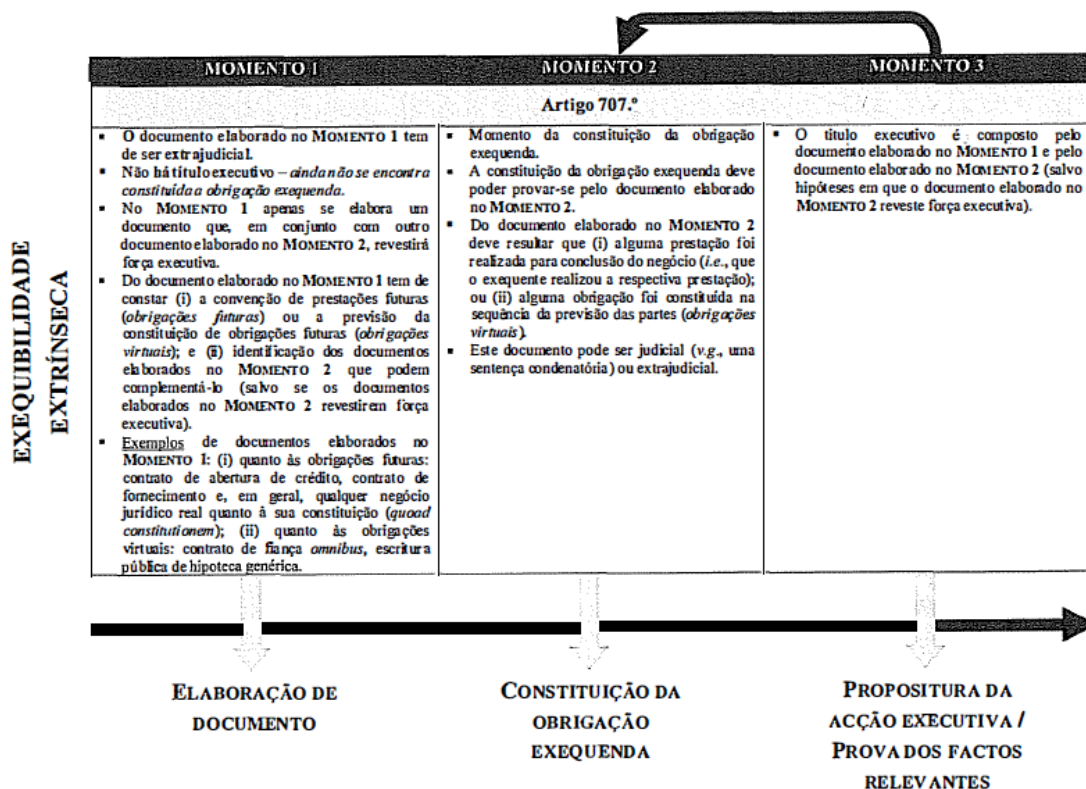 EXEQUIBILIDADE
EXTRÍNSECA
MOMENTO 1
MOMENTO 2
MOMENTO 3
Artigo 707.º
▪ O documento elaborado no MOMENTO 1 tem
de ser extrajudicial.
▪ Não há título executivo – ainda não se encontra
constituída a obrigação exequenda.
▪ No MOMENTO 1 apenas se elabora um
documento que, em conjunto com outro
documento elaborado no MOMENTO 2, revestirá
força executiva.
▪ Do documento elaborado no MOMENTO 1 tem de
constar (i) a convenção de prestações futuras
(obrigações futuras) ou a previsão da
constituição de obrigações futuras (obrigações
virtuais); e (ii) identificação dos documentos
elaborados no MOMENTO 2 que podem
complementá-lo (salvo se os documentos
elaborados no MOMENTO 2 revestirem força
executiva).
▪ Exemplos de documentos elaborados no
MOMENTO 1: (i) quanto às obrigações futuras:
contrato de abertura de crédito, contrato de
fornecimento e, em geral, qualquer negócio
jurídico real quanto à sua constituição (quoad
constitutionem); (ii) quanto às obrigações
virtuais: contrato de fiança omnibus, escritura
pública de hipoteca genérica.
▪ Momento da constituição da obrigação
exequenda.
▪ A constituição da obrigação exequenda deve
poder provar-se pelo documento elaborado
no MOMENTO 2.
▪ Do documento elaborado no MOMENTO 2
deve resultar que (i) alguma prestação foi
realizada para conclusão do negócio (i.e., que
o exequente realizou a respectiva prestação);
ou (ii) alguma obrigação foi constituída na
sequência da previsão das partes (obrigações
virtuais).
▪ Este documento pode ser judicial (v.g., uma
sentença condenatória) ou extrajudicial.
▪ O título executivo é composto pelo
documento elaborado no MOMENTO 1 e pelo
documento elaborado no MOMENTO 2 (salvo
hipóteses em que o documento elaborado no
MOMENTO 2 reveste força executiva).
ELABORAÇÃO DE
DOCUMENTO
CONSTITUIÇÃO DA
OBRIGAÇÃO
EXEQUENDA
PROPOSITURA DA
ACÇÃO EXECUTIVA /
PROVA DOS FACTOS
RELEVANTES